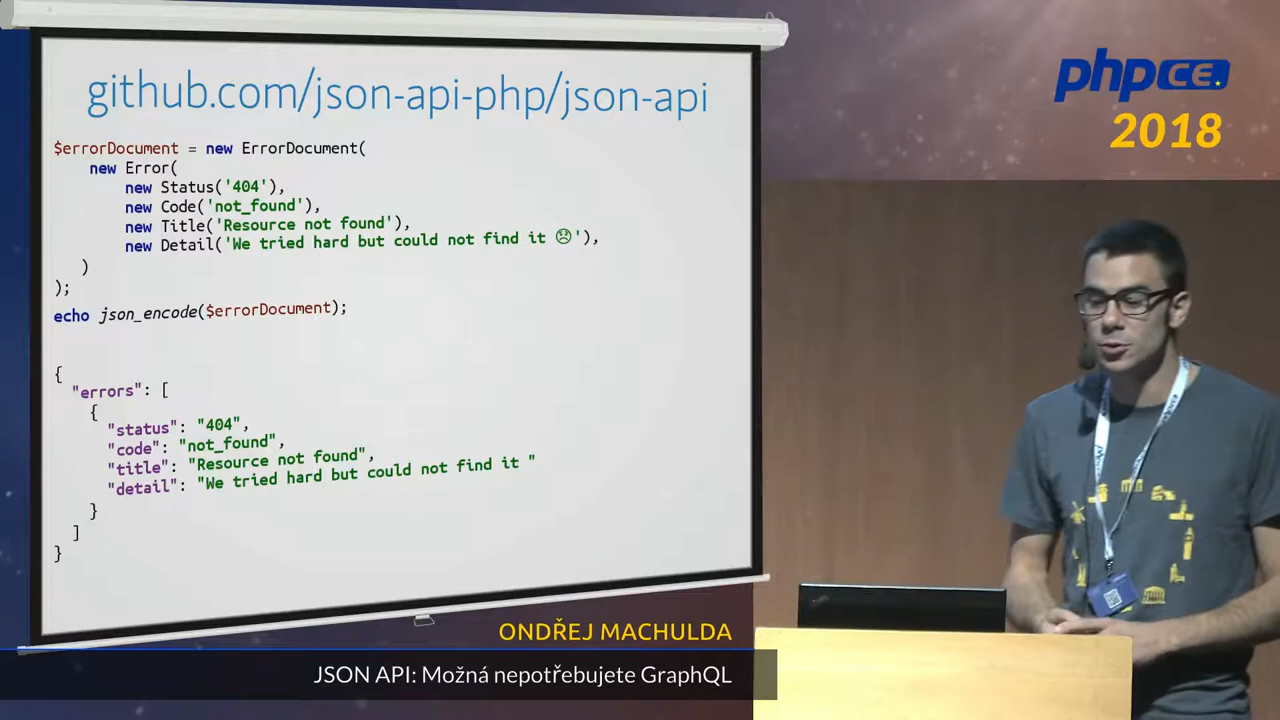 github.com/json-api-php/json-api
$errorDocument = new ErrorDocument(
    new Error(
        new Status('404'),
        new Code('not_found'),
        new Title('Resource not found'),
        new Detail('We tried hard but could not find it 😞'),
    )
);
echo json_encode($errorDocument);
{
  "errors": [
    {
      "status": "404",
      "code": "not_found",
      "title": "Resource not found",
      "detail": "We tried hard but could not find it "
    }
  ]
}
phpCE.
2018
ONDŘEJ MACHULDA
JSON API: Možná nepotřebujete GraphQL